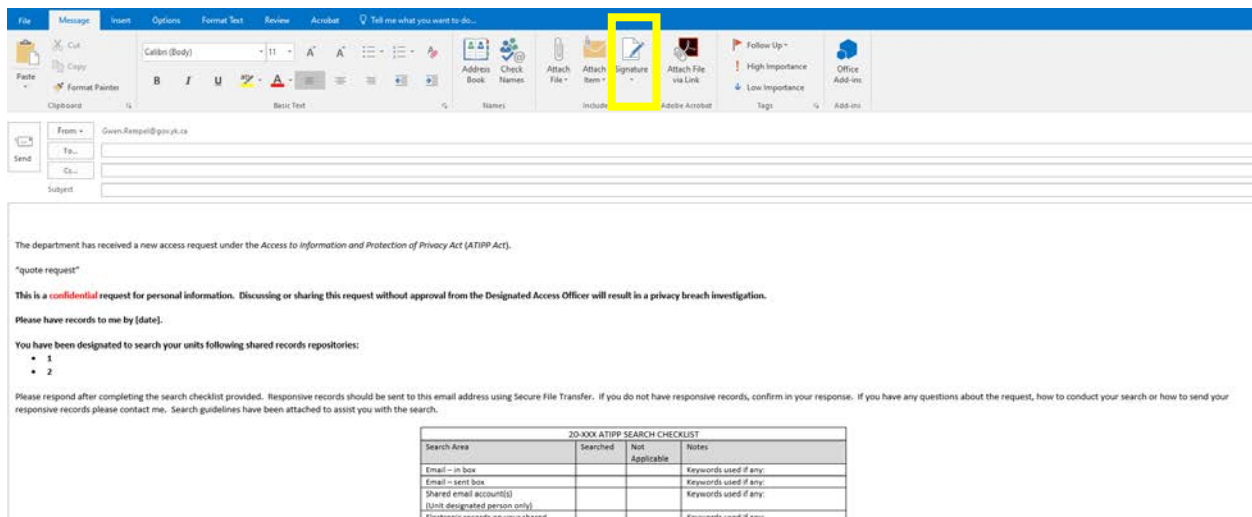 File Message Insert Options Format Text Review Acrobat Tell me what you want to do...
Cut
Copy
Format Painter
Paste
Clipboard
Calibri (Body) 11 A A
B I U aby A
Basic Text
Address Book
Check Names
Names
Attach File
Attach Item
Signature
Include
Attach File via Link
Adobe Acrobat
Follow Up
High Importance
Low Importance
Tags
Office Add-ins
Add-ins
Send
From Gwen.Rempel@gov.yk.ca
To...
Cc...
Subject
The department has received a new access request under the Access to Information and Protection of Privacy Act (ATIPP Act).
"quote request"
This is a confidential request for personal information. Discussing or sharing this request without approval from the Designated Access Officer will result in a privacy breach investigation.
Please have records to me by [date].
You have been designated to search your units following shared records repositories:
• 1
• 2
Please respond after completing the search checklist provided. Responsive records should be sent to this email address using Secure File Transfer. If you do not have responsive records, confirm in your response. If you have any questions about the request, how to conduct your search or how to send your
responsive records please contact me. Search guidelines have been attached to assist you with the search.
20-XXX ATIPP SEARCH CHECKLIST
Search Area Searched Not Applicable Notes
Email – in box Keywords used if any:
Email – sent box Keywords used if any:
Shared email account(s) Keywords used if any:
(Unit designated person only)
Electronic records on your shared Keywords used if any: